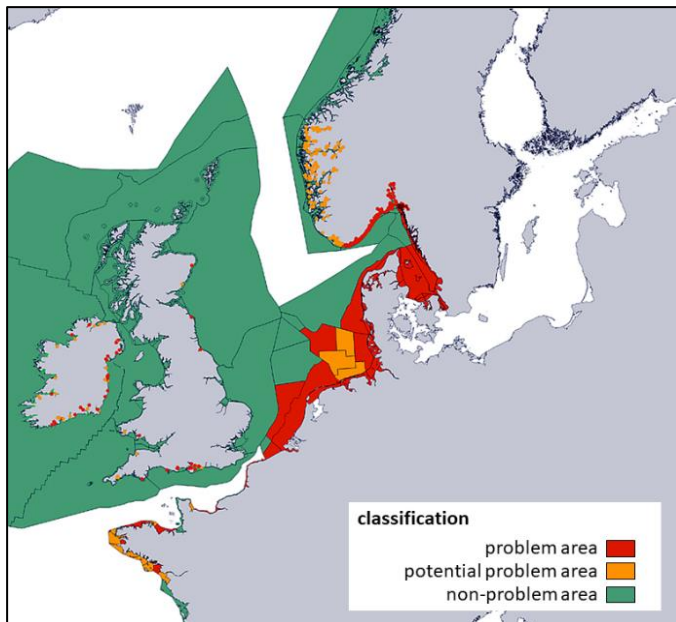 classification
problem area
potential problem area
non-problem area